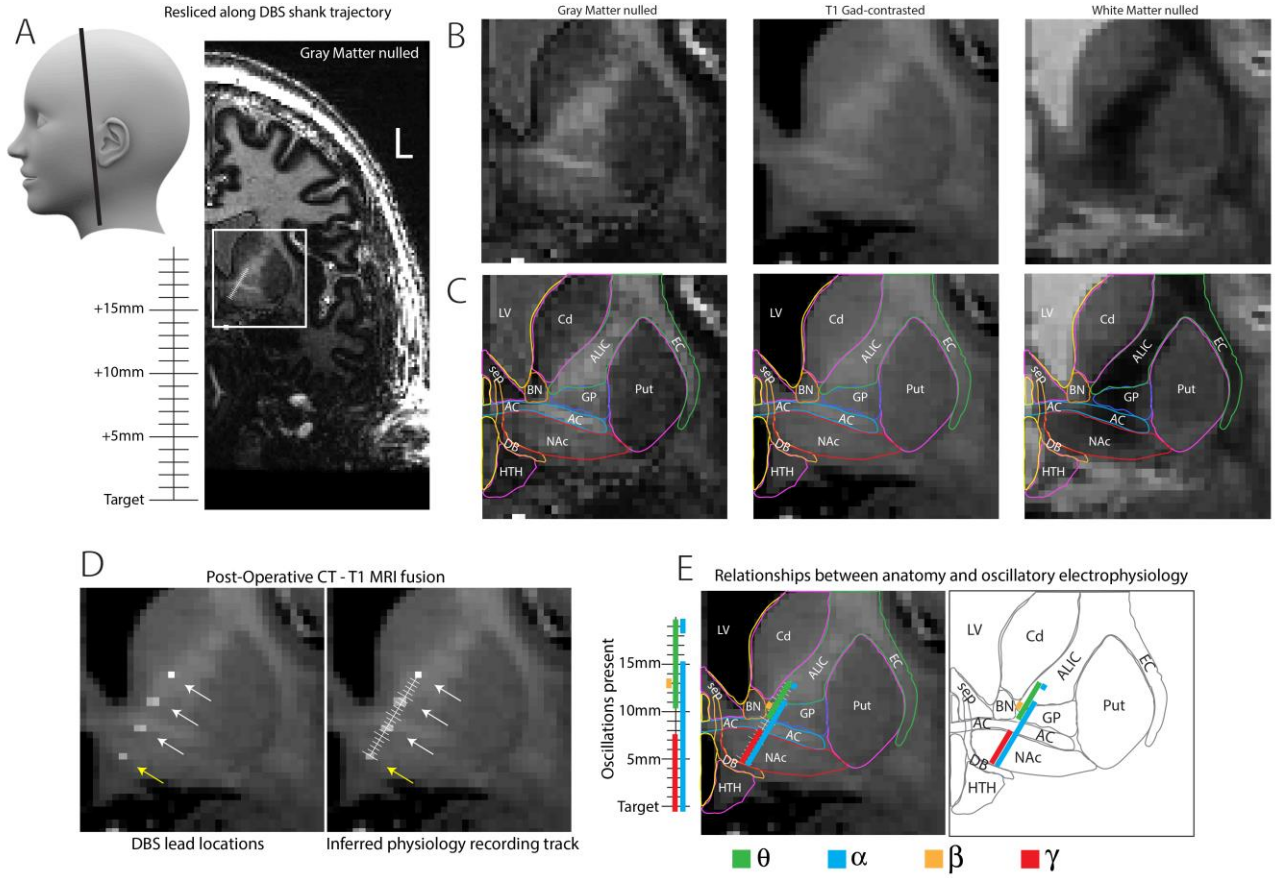 A
Resliced along DBS shank trajectory
Gray Matter nulled
L
+15mm
+10mm
+5mm
Target
B
Gray Matter nulled
T1 Gad-contrasted
White Matter nulled
C
LV
Cd
ALIC
EC
sep
BN
GP
Put
AC
AC
NAc
DB
HTH
LV
Cd
ALIC
EC
sep
BN
GP
Put
AC
AC
NAc
DB
HTH
LV
Cd
ALIC
EC
sep
BN
GP
Put
AC
AC
NAc
DB
HTH
D
Post-Operative CT - T1 MRI fusion
DBS lead locations
Inferred physiology recording track
E
Relationships between anatomy and oscillatory electrophysiology
Oscillations present
15mm
10mm
5mm
Target
LV
Cd
ALIC
EC
sep
BN
GP
Put
AC
AC
NAc
DB
HTH
LV
Cd
ALIC
EC
sep
BN
GP
Put
AC
AC
NAc
DB
HTH
θ
α
β
γ